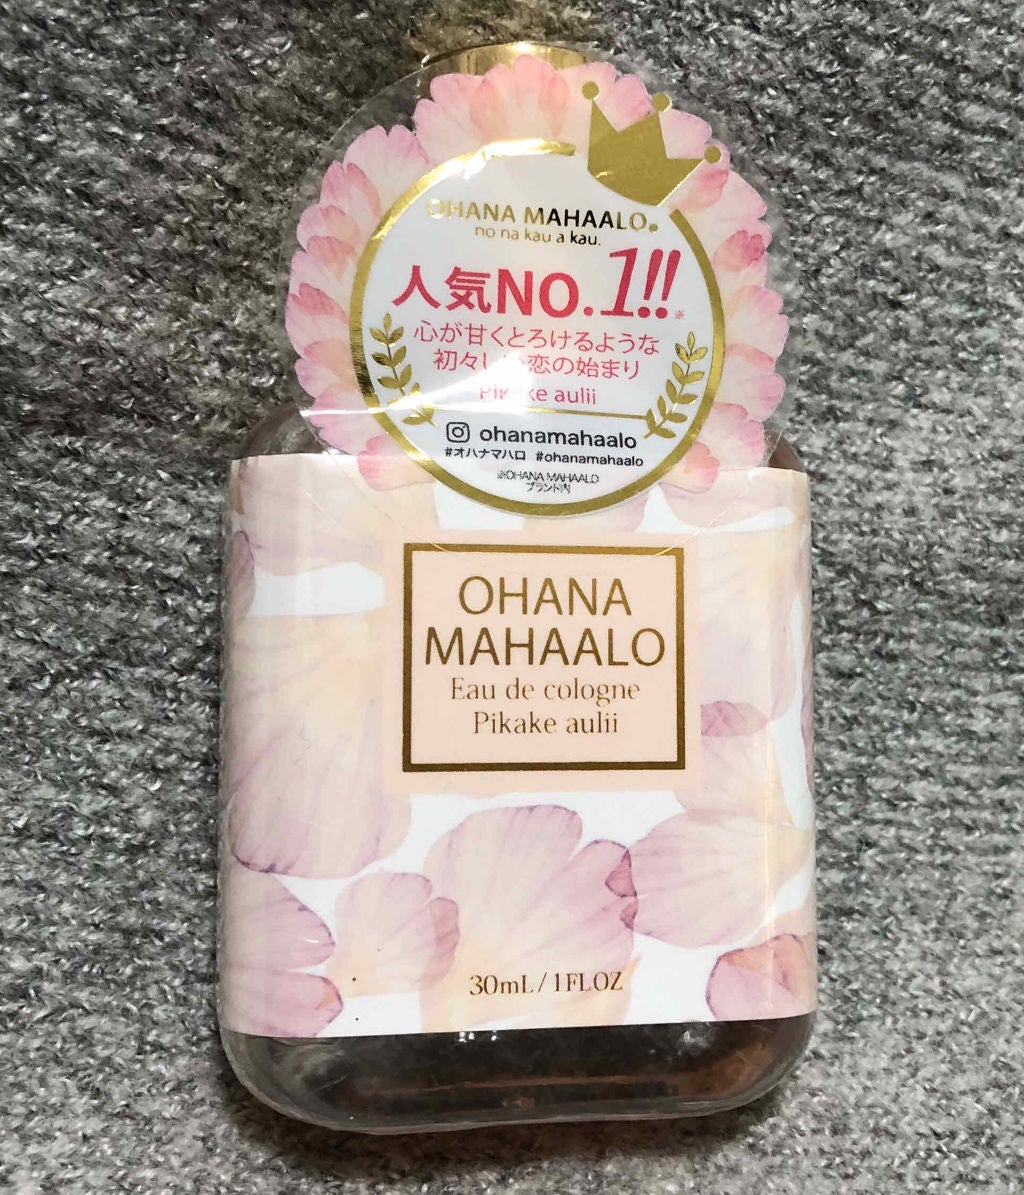 OHANA MAHAALO®
no na kau a kau.
人気NO.1!!※
心が甘くとろけるような
初々しい恋の始まり
Pikake aulii
ohanamahaalo
#オハナマハロ #ohanamahaalo
※OHANA MAHAALO
ブランド内
OHANA
MAHAALO
Eau de cologne
Pikake aulii
30mL / 1FLOZ